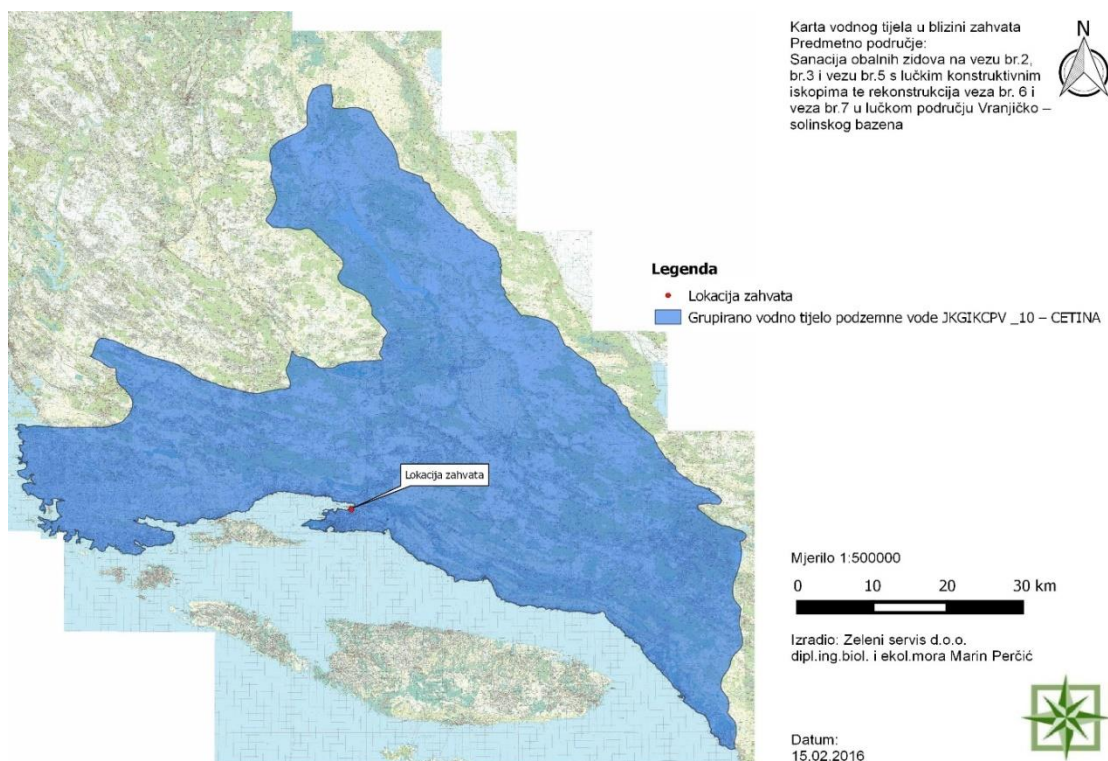 Karta vodnog tijela u blizini zahvata
Predmetno područje:
Sanacija obalnih zidova na vezu br.2,
br.3 i vezu br.5 s lučkim konstruktivnim
iskopima te rekonstrukcija veza br. 6 i
veza br.7 u lučkom području Vranjičko –
solinskog bazena
N
Legenda
Lokacija zahvata
Grupirano vodno tijelo podzemne vode JKGIKCPV _10 – CETINA
Lokacija zahvata
Mjerilo 1:500000
0 10 20 30 km
Izradio: Zeleni servis d.o.o.
dipl.ing.biol. i ekol.mora Marin Perčić
Datum:
15.02.2016